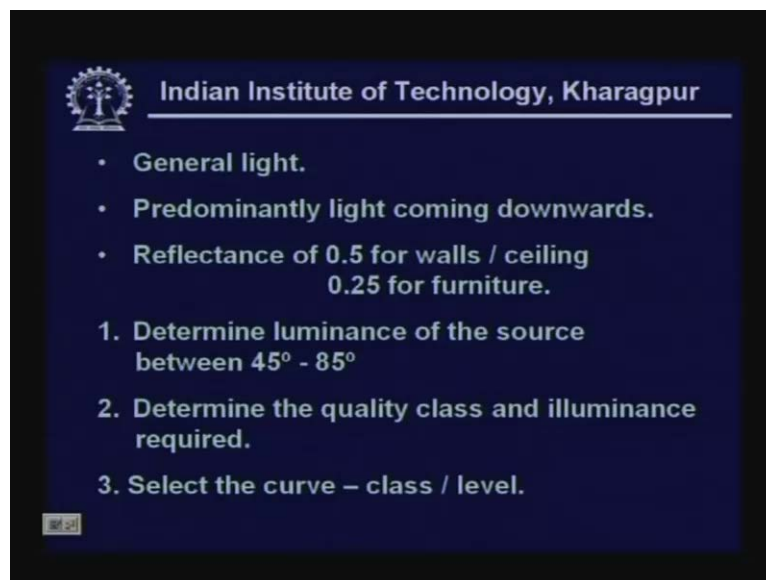 Indian Institute of Technology, Kharagpur
• General light.
• Predominantly light coming downwards.
• Reflectance of 0.5 for walls / ceiling
0.25 for furniture.
1. Determine luminance of the source
between 45º - 85º
2. Determine the quality class and illuminance
required.
3. Select the curve – class / level.